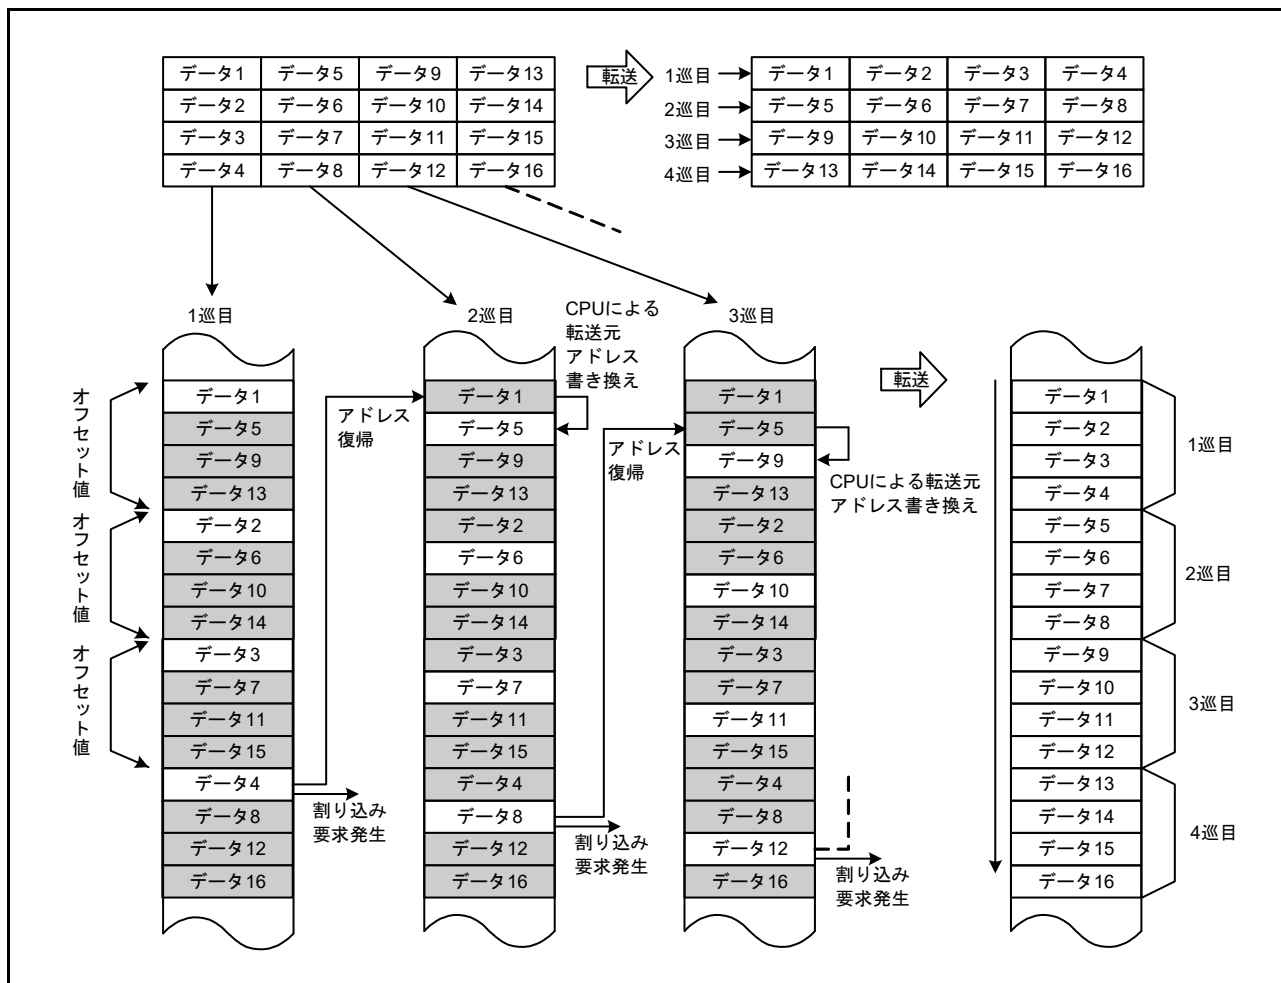 データ1 データ5 データ9 データ13
データ2 データ6 データ10 データ14
データ3 データ7 データ11 データ15
データ4 データ8 データ12 データ16
転送
1巡目 データ1 データ2 データ3 データ4
2巡目 データ5 データ6 データ7 データ8
3巡目 データ9 データ10 データ11 データ12
4巡目 データ13 データ14 データ15 データ16
1巡目
オフセット値
オフセット値
オフセット値
データ1
データ5
データ9
データ13
データ2
データ6
データ10
データ14
データ3
データ7
データ11
データ15
データ4
データ8
データ12
データ16
アドレス
復帰
割り込み
要求発生
2巡目
CPUによる
転送元
アドレス
書き換え
データ1
データ5
データ9
データ13
データ2
データ6
データ10
データ14
データ3
データ7
データ11
データ15
データ4
データ8
データ12
データ16
アドレス
復帰
割り込み
要求発生
3巡目
データ1
データ5
データ9
データ13
データ2
データ6
データ10
データ14
データ3
データ7
データ11
データ15
データ4
データ8
データ12
データ16
CPUによる転送元
アドレス書き換え
割り込み
要求発生
転送
データ1
データ2
データ3
データ4
データ5
データ6
データ7
データ8
データ9
データ10
データ11
データ12
データ13
データ14
データ15
データ16
1巡目
2巡目
3巡目
4巡目